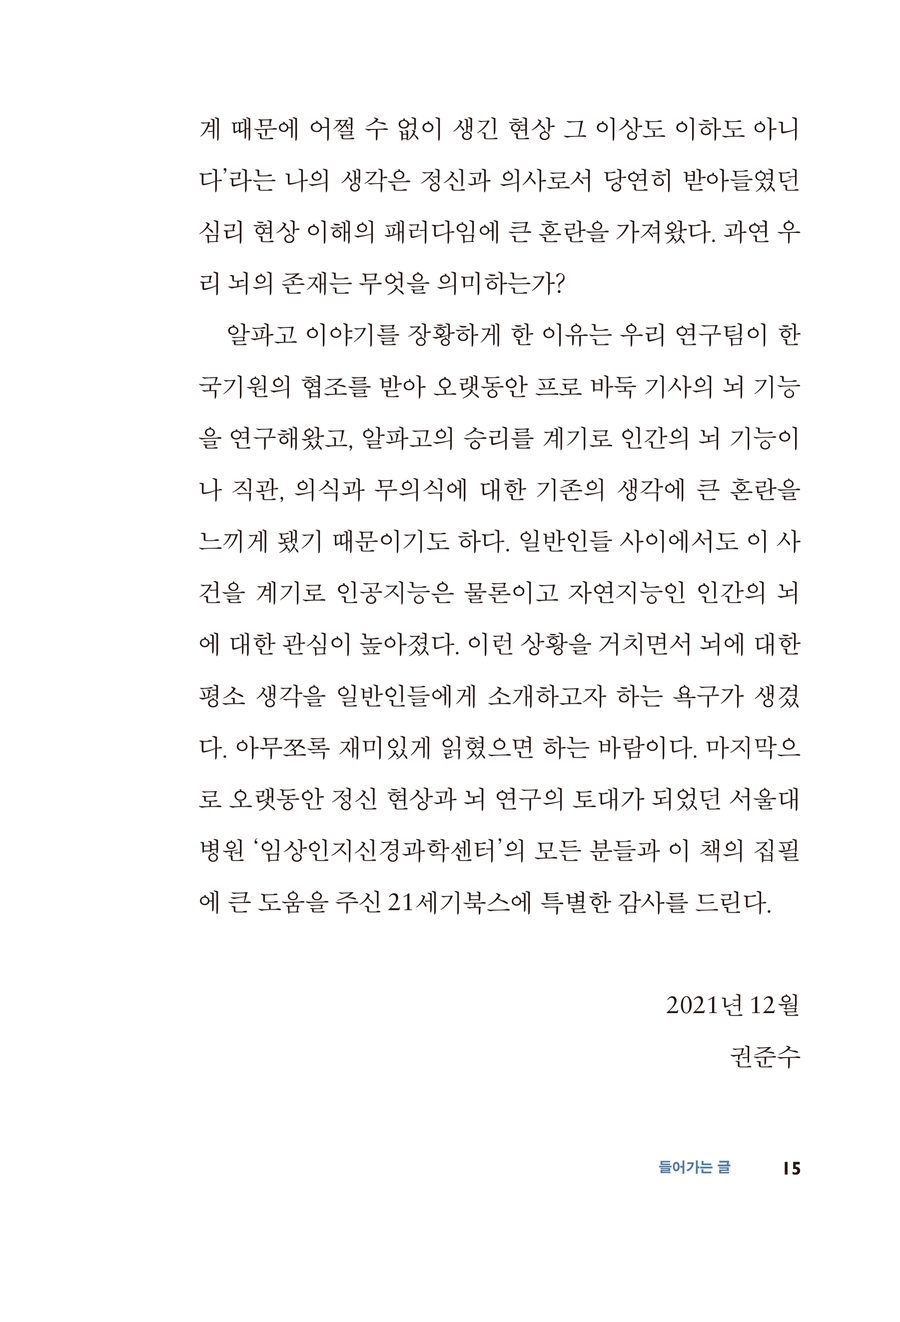 계 때문에 어쩔 수 없이 생긴 현상 그 이상도 이하도 아니
다’라는 나의 생각은 정신과 의사로서 당연히 받아들였던
심리 현상 이해의 패러다임에 큰 혼란을 가져왔다. 과연 우
리 뇌의 존재는 무엇을 의미하는가?
알파고 이야기를 장황하게 한 이유는 우리 연구팀이 한
국기원의 협조를 받아 오랫동안 프로 바둑 기사의 뇌 기능
을 연구해왔고, 알파고의 승리를 계기로 인간의 뇌 기능이
나 직관, 의식과 무의식에 대한 기존의 생각에 큰 혼란을
느끼게 됐기 때문이기도 하다. 일반인들 사이에서도 이 사
건을 계기로 인공지능은 물론이고 자연지능인 인간의 뇌
에 대한 관심이 높아졌다. 이런 상황을 거치면서 뇌에 대한
평소 생각을 일반인들에게 소개하고자 하는 욕구가 생겼
다. 아무쪼록 재미있게 읽혔으면 하는 바람이다. 마지막으
로 오랫동안 정신 현상과 뇌 연구의 토대가 되었던 서울대
병원 ‘임상인지신경과학센터’의 모든 분들과 이 책의 집필
에 큰 도움을 주신 21세기북스에 특별한 감사를 드린다.
2021년 12월
권준수
들어가는 글 15